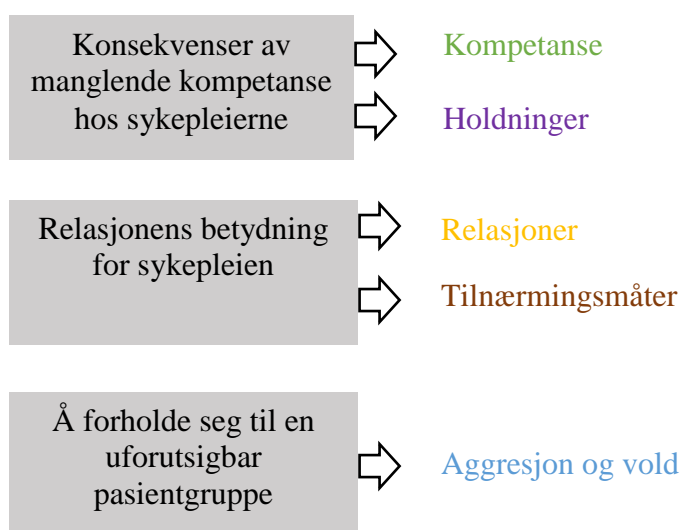 Konsekvenser av
manglende kompetanse
hos sykepleierne
Kompetanse
Holdninger
Relasjonens betydning
for sykepleien
Relasjoner
Tilnærmingsmåter
Å forholde seg til en
uforutsigbar
pasientgruppe
Aggresjon og vold